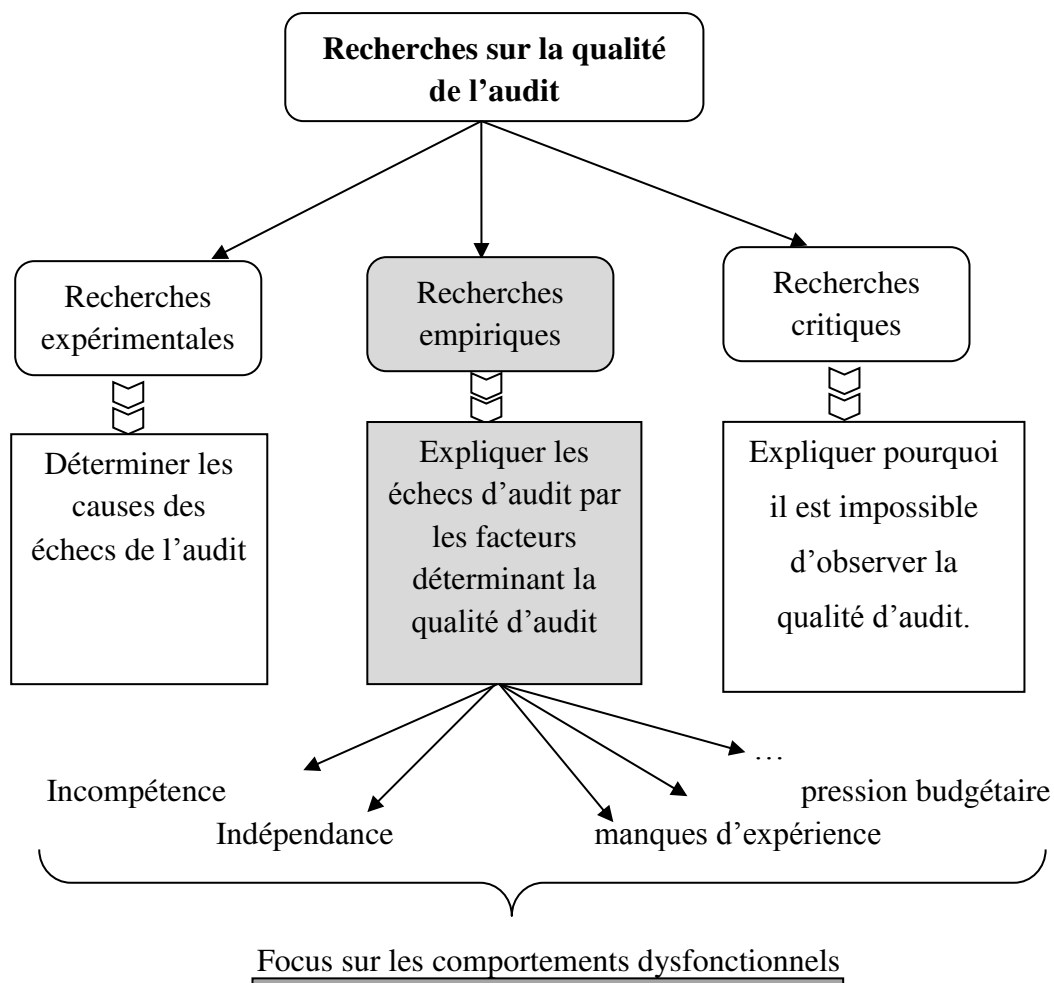 Recherches sur la qualité
de l’audit
Recherches
expérimentales
Recherches
empiriques
Recherches
critiques
Déterminer les
causes des
échecs de l’audit
Expliquer les
échecs d’audit par
les facteurs
déterminant la
qualité d’audit
Expliquer pourquoi
il est impossible
d’observer la
qualité d’audit.
…
Incompétence
pression budgétaire
Indépendance
manques d’expérience
Focus sur les comportements dysfonctionnels